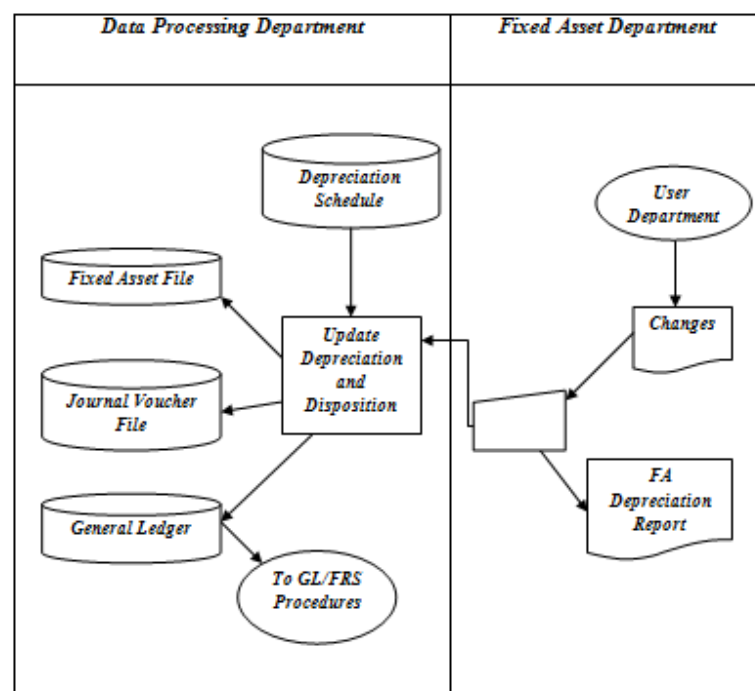 Data Processing Department
Fixed Asset Department
Depreciation
Schedule
User
Department
Fixed Asset File
Update
Depreciation
and
Disposition
Changes
Journal Voucher
File
FA
Depreciation
Report
General Ledger
To GL/FRS
Procedures